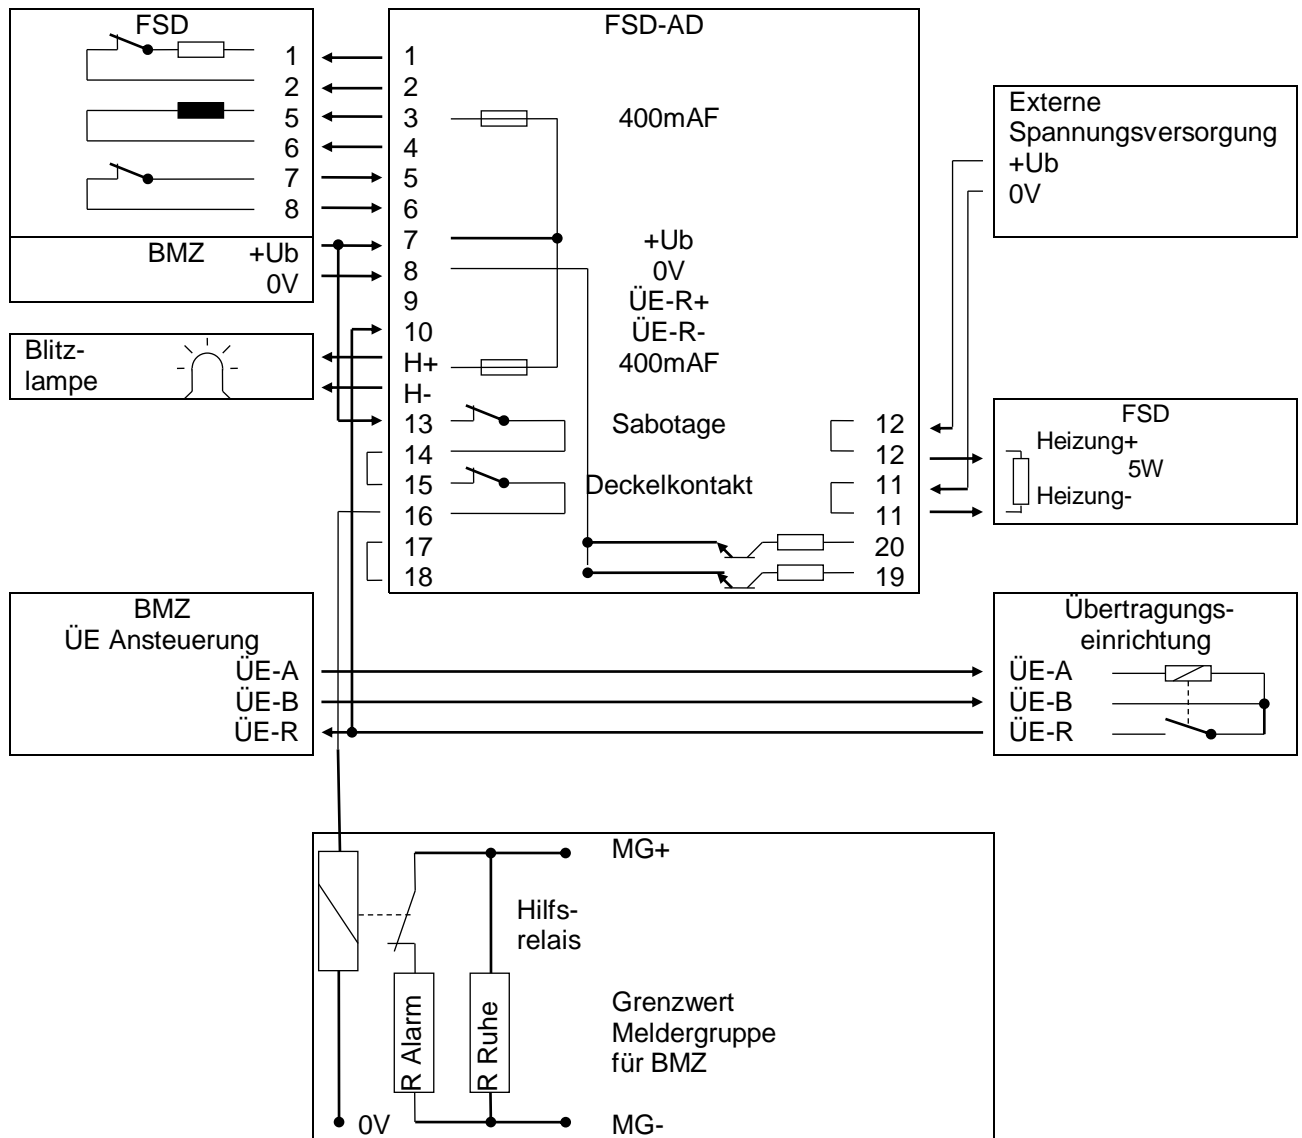 FSD
1
2
5
6
7
8
BMZ +Ub
0V
Blitz-
lampe
FSD-AD
1
2
3 400mAF
4
5
6
7 +Ub
8 0V
9 ÜE-R+
10 ÜE-R-
H+ 400mAF
H-
13 Sabotage 12
14 12
15 Deckelkontakt 11
16 11
17 20
18 19
Externe
Spannungsversorgung
+Ub
0V
FSD
Heizung+
5W
Heizung-
BMZ
ÜE Ansteuerung
ÜE-A
ÜE-B
ÜE-R
Übertragungs-
einrichtung
ÜE-A
ÜE-B
ÜE-R
MG+
Hilfs-
relais
R Alarm
R Ruhe
Grenzwert
Meldergruppe
für BMZ
0V
MG-